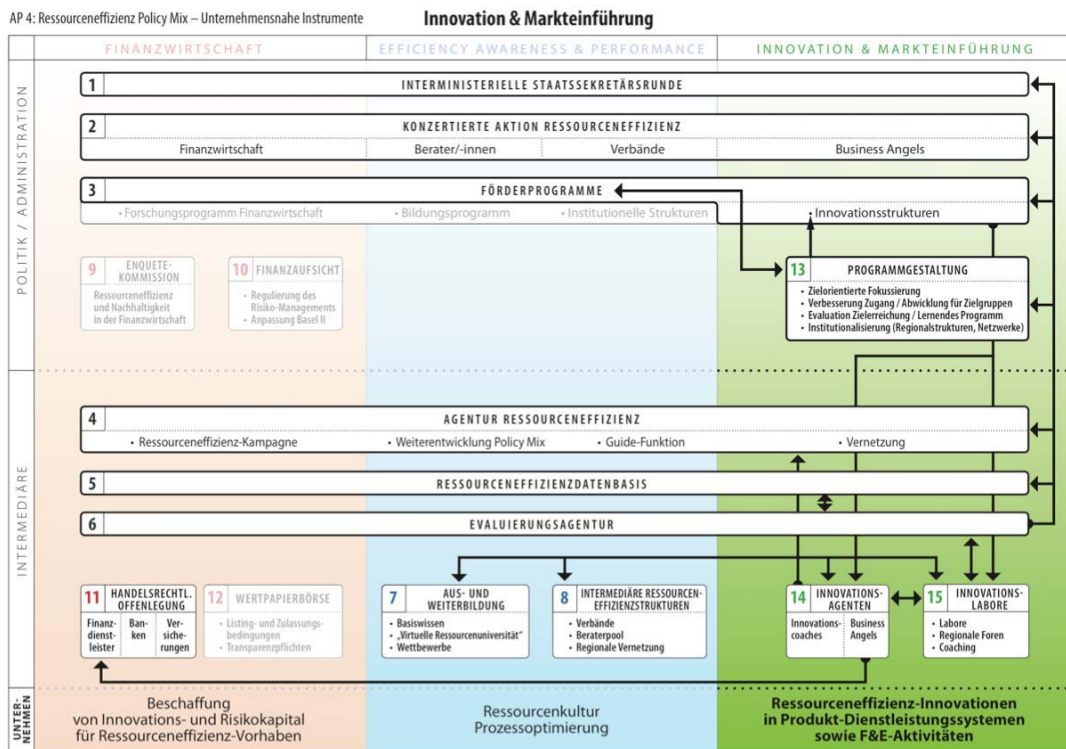 AP 4: Ressourceneffizienz Policy Mix – Unternehmensnahe Instrumente
Innovation & Markteinführung
FINANZWIRTSCHAFT
EFFICIENCY AWARENESS & PERFORMANCE
INNOVATION & MARKTEINFÜHRUNG
POLITIK / ADMINISTRATION
1 INTERMINISTERIELLE STAATSSEKRETÄRSRUNDE
2 KONZERTIERTE AKTION RESSOURCENEFFIZIENZ
Finanzwirtschaft Berater/-innen Verbände Business Angels
3 FÖRDERPROGRAMME
• Forschungsprogramm Finanzwirtschaft • Bildungsprogramm • Institutionelle Strukturen • Innovationsstrukturen
9 ENQUETE-
KOMMISSION
Ressourceneffizienz
und Nachhaltigkeit
in der Finanzwirtschaft
10 FINANZAUFSICHT
• Regulierung des
Risiko-Managements
• Anpassung Basel II
13 PROGRAMMGESTALTUNG
• Zielorientierte Fokussierung
• Verbesserung Zugang / Abwicklung für Zielgruppen
• Evaluation Zielerreichung / Lernendes Programm
• Institutionalisierung (Regionalstrukturen, Netzwerke)
INTERMEDIÄRE
4 AGENTUR RESSOURCENEFFIZIENZ
• Ressourceneffizienz-Kampagne • Weiterentwicklung Policy Mix • Guide-Funktion • Vernetzung
5 RESSOURCENEFFIZIENZDATENBASIS
6 EVALUIERUNGSAGENTUR
11 HANDELSRECHTL.
OFFENLEGUNG
Finanz-
dienst-
leister
Ban-
ken
Ver-
siche-
rungen
12 WERTPAPIERBÖRSE
• Listing- und Zulassungs-
bedingungen
• Transparenzpflichten
7 AUS- UND
WEITERBILDUNG
• Basiswissen
• „Virtuelle Ressourcenuniversität“
• Wettbewerbe
8 INTERMEDIÄRE RESSOURCEN-
EFFIZIENZSTRUKTUREN
• Verbände
• Beraterpool
• Regionale Vernetzung
14 INNOVATIONS-
AGENTEN
Innovations-
coaches
Business
Angels
15 INNOVATIONS-
LABORE
• Labore
• Regionale Foren
• Coaching
UNTER-
NEHMEN
Beschaffung
von Innovations- und Risikokapital
für Ressourceneffizienz-Vorhaben
Ressourcenkultur
Prozessoptimierung
Ressourceneffizienz-Innovationen
in Produkt-Dienstleistungssystemen
sowie F&E-Aktivitäten